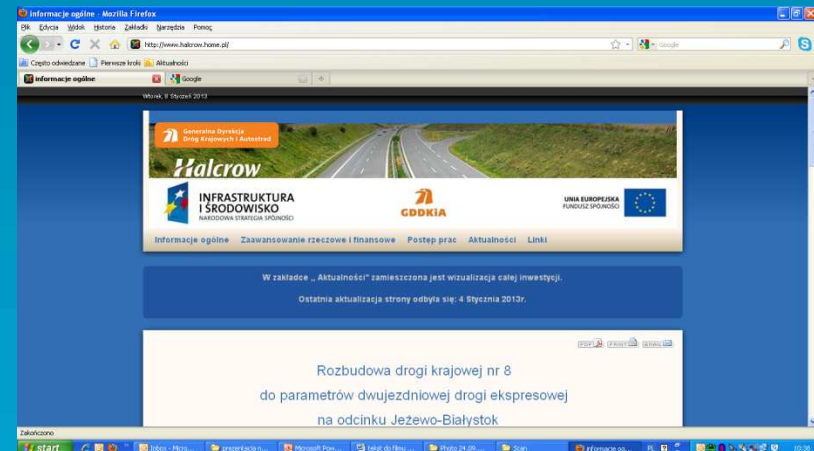 informacje ogólne - Mozilla Firefox
Plik Edycja Widok Historia Zakładki Narzędzia Pomoc
http://www.halcrow.home.pl/
Google
Często odwiedzane Pierwsze kroki Aktualności
informacje ogólne Google
Wtorek, 8 Styczeń 2013
Generalna Dyrekcja
Dróg Krajowych i Autostrad
Halcrow
INFRASTRUKTURA
I ŚRODOWISKO
NARODOWA STRATEGIA SPÓJNOŚCI
GDDKiA
UNIA EUROPEJSKA
FUNDUSZ SPÓJNOŚCI
Informacje ogólne Zaawansowanie rzeczowe i finansowe Postęp prac Aktualności Linki
W zakładce „ Aktualności" zamieszczona jest wizualizacja całej inwestycji.
Ostatnia aktualizacja strony odbyła się: 4 Stycznia 2013r.
PDF PRINT EMAIL
Rozbudowa drogi krajowej nr 8
do parametrów dwujezdniowej drogi ekspresowej
na odcinku Jeżewo-Białystok
Zakończono
start Inbox - Micro... prezentacja n... Microsoft Pow... tekst do filmu ... Photo 24.09.... Scan informacje og... PL 10:38